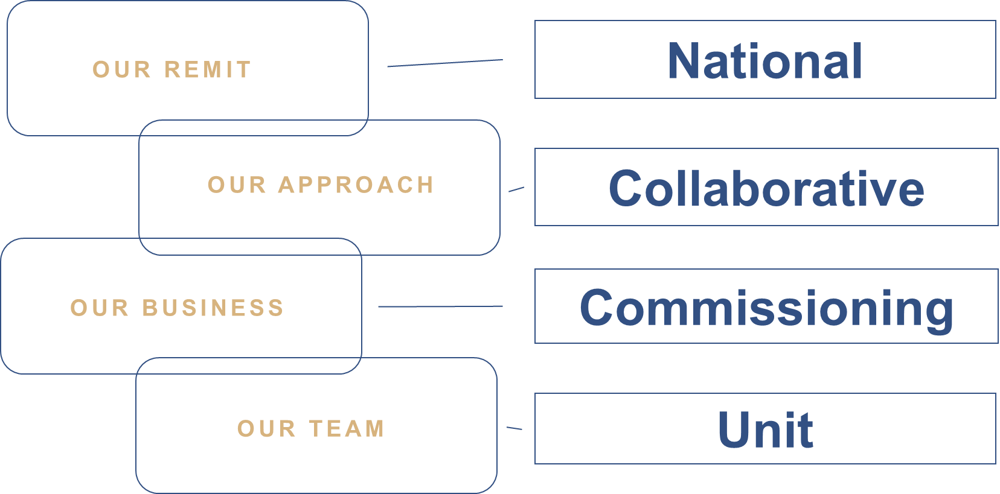 OUR REMIT
National
OUR APPROACH
Collaborative
OUR BUSINESS
Commissioning
OUR TEAM
Unit